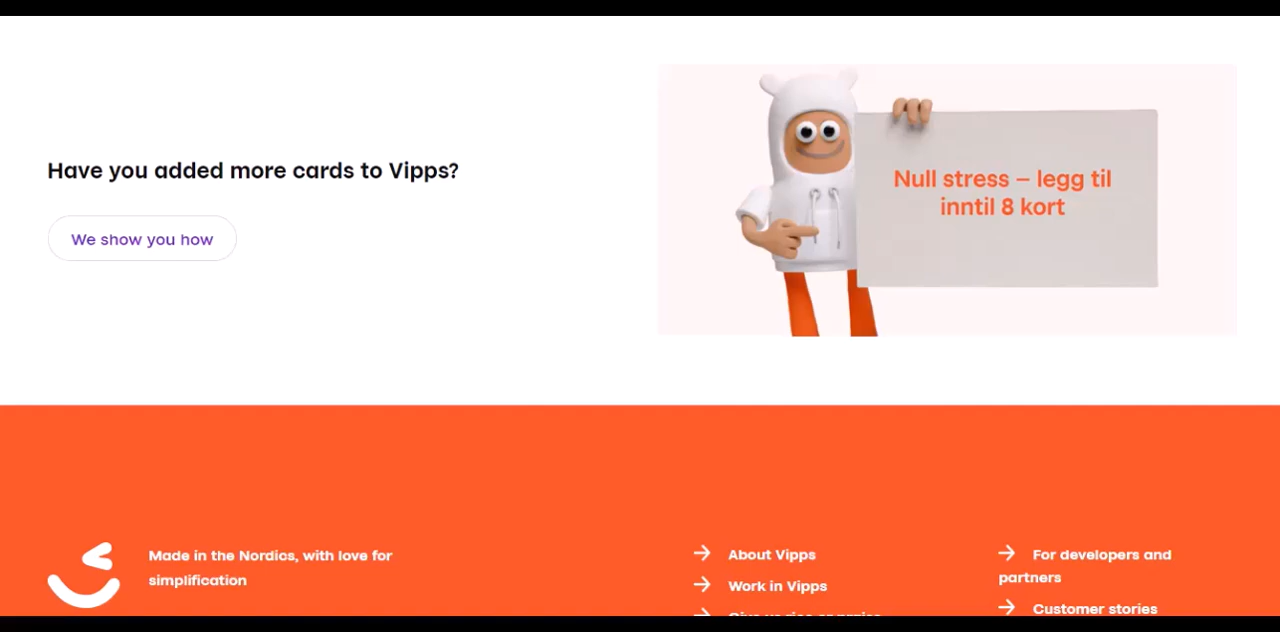 Have you added more cards to Vipps?
We show you how
Null stress – legg til
inntil 8 kort
Made in the Nordics, with love for
simplification
About Vipps
Work in Vipps
For developers and
partners
Customer stories